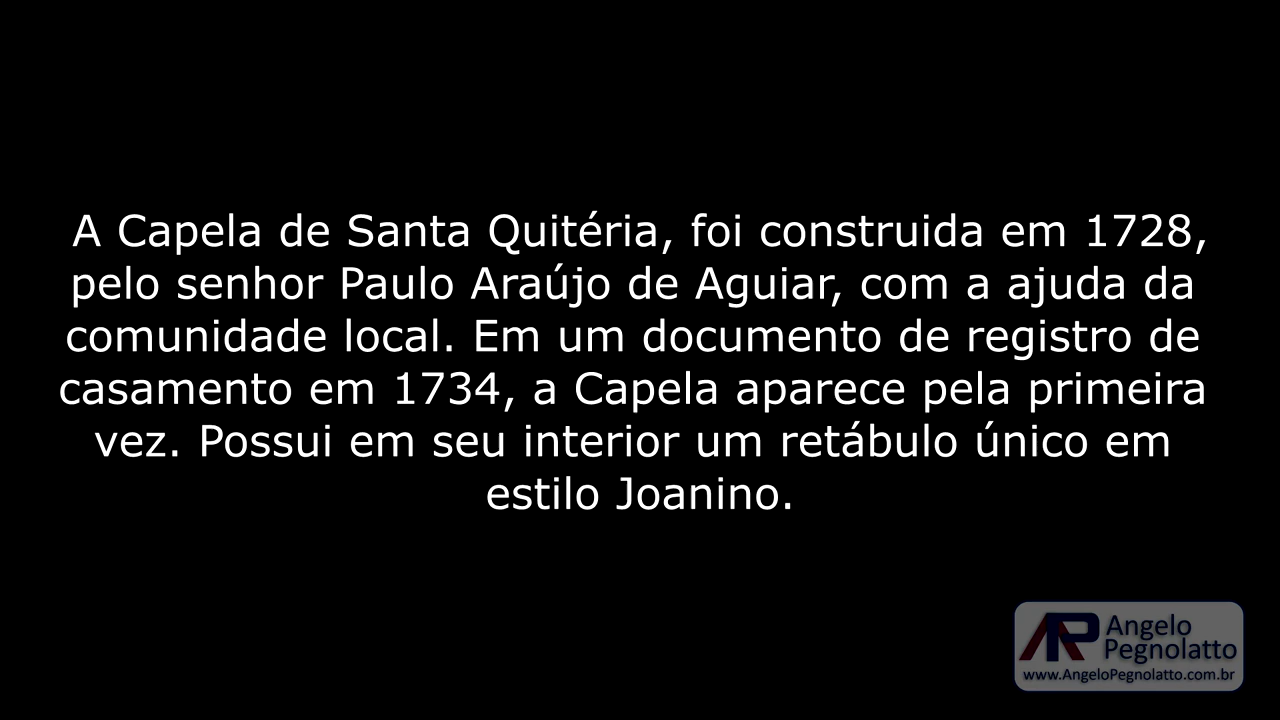 A Capela de Santa Quitéria, foi construida em 1728,
pelo senhor Paulo Araújo de Aguiar, com a ajuda da
comunidade local. Em um documento de registro de
casamento em 1734, a Capela aparece pela primeira
vez. Possui em seu interior um retábulo único em
estilo Joanino.
AP Angelo
Pegnolatto
www.AngeloPegnolatto.com.br